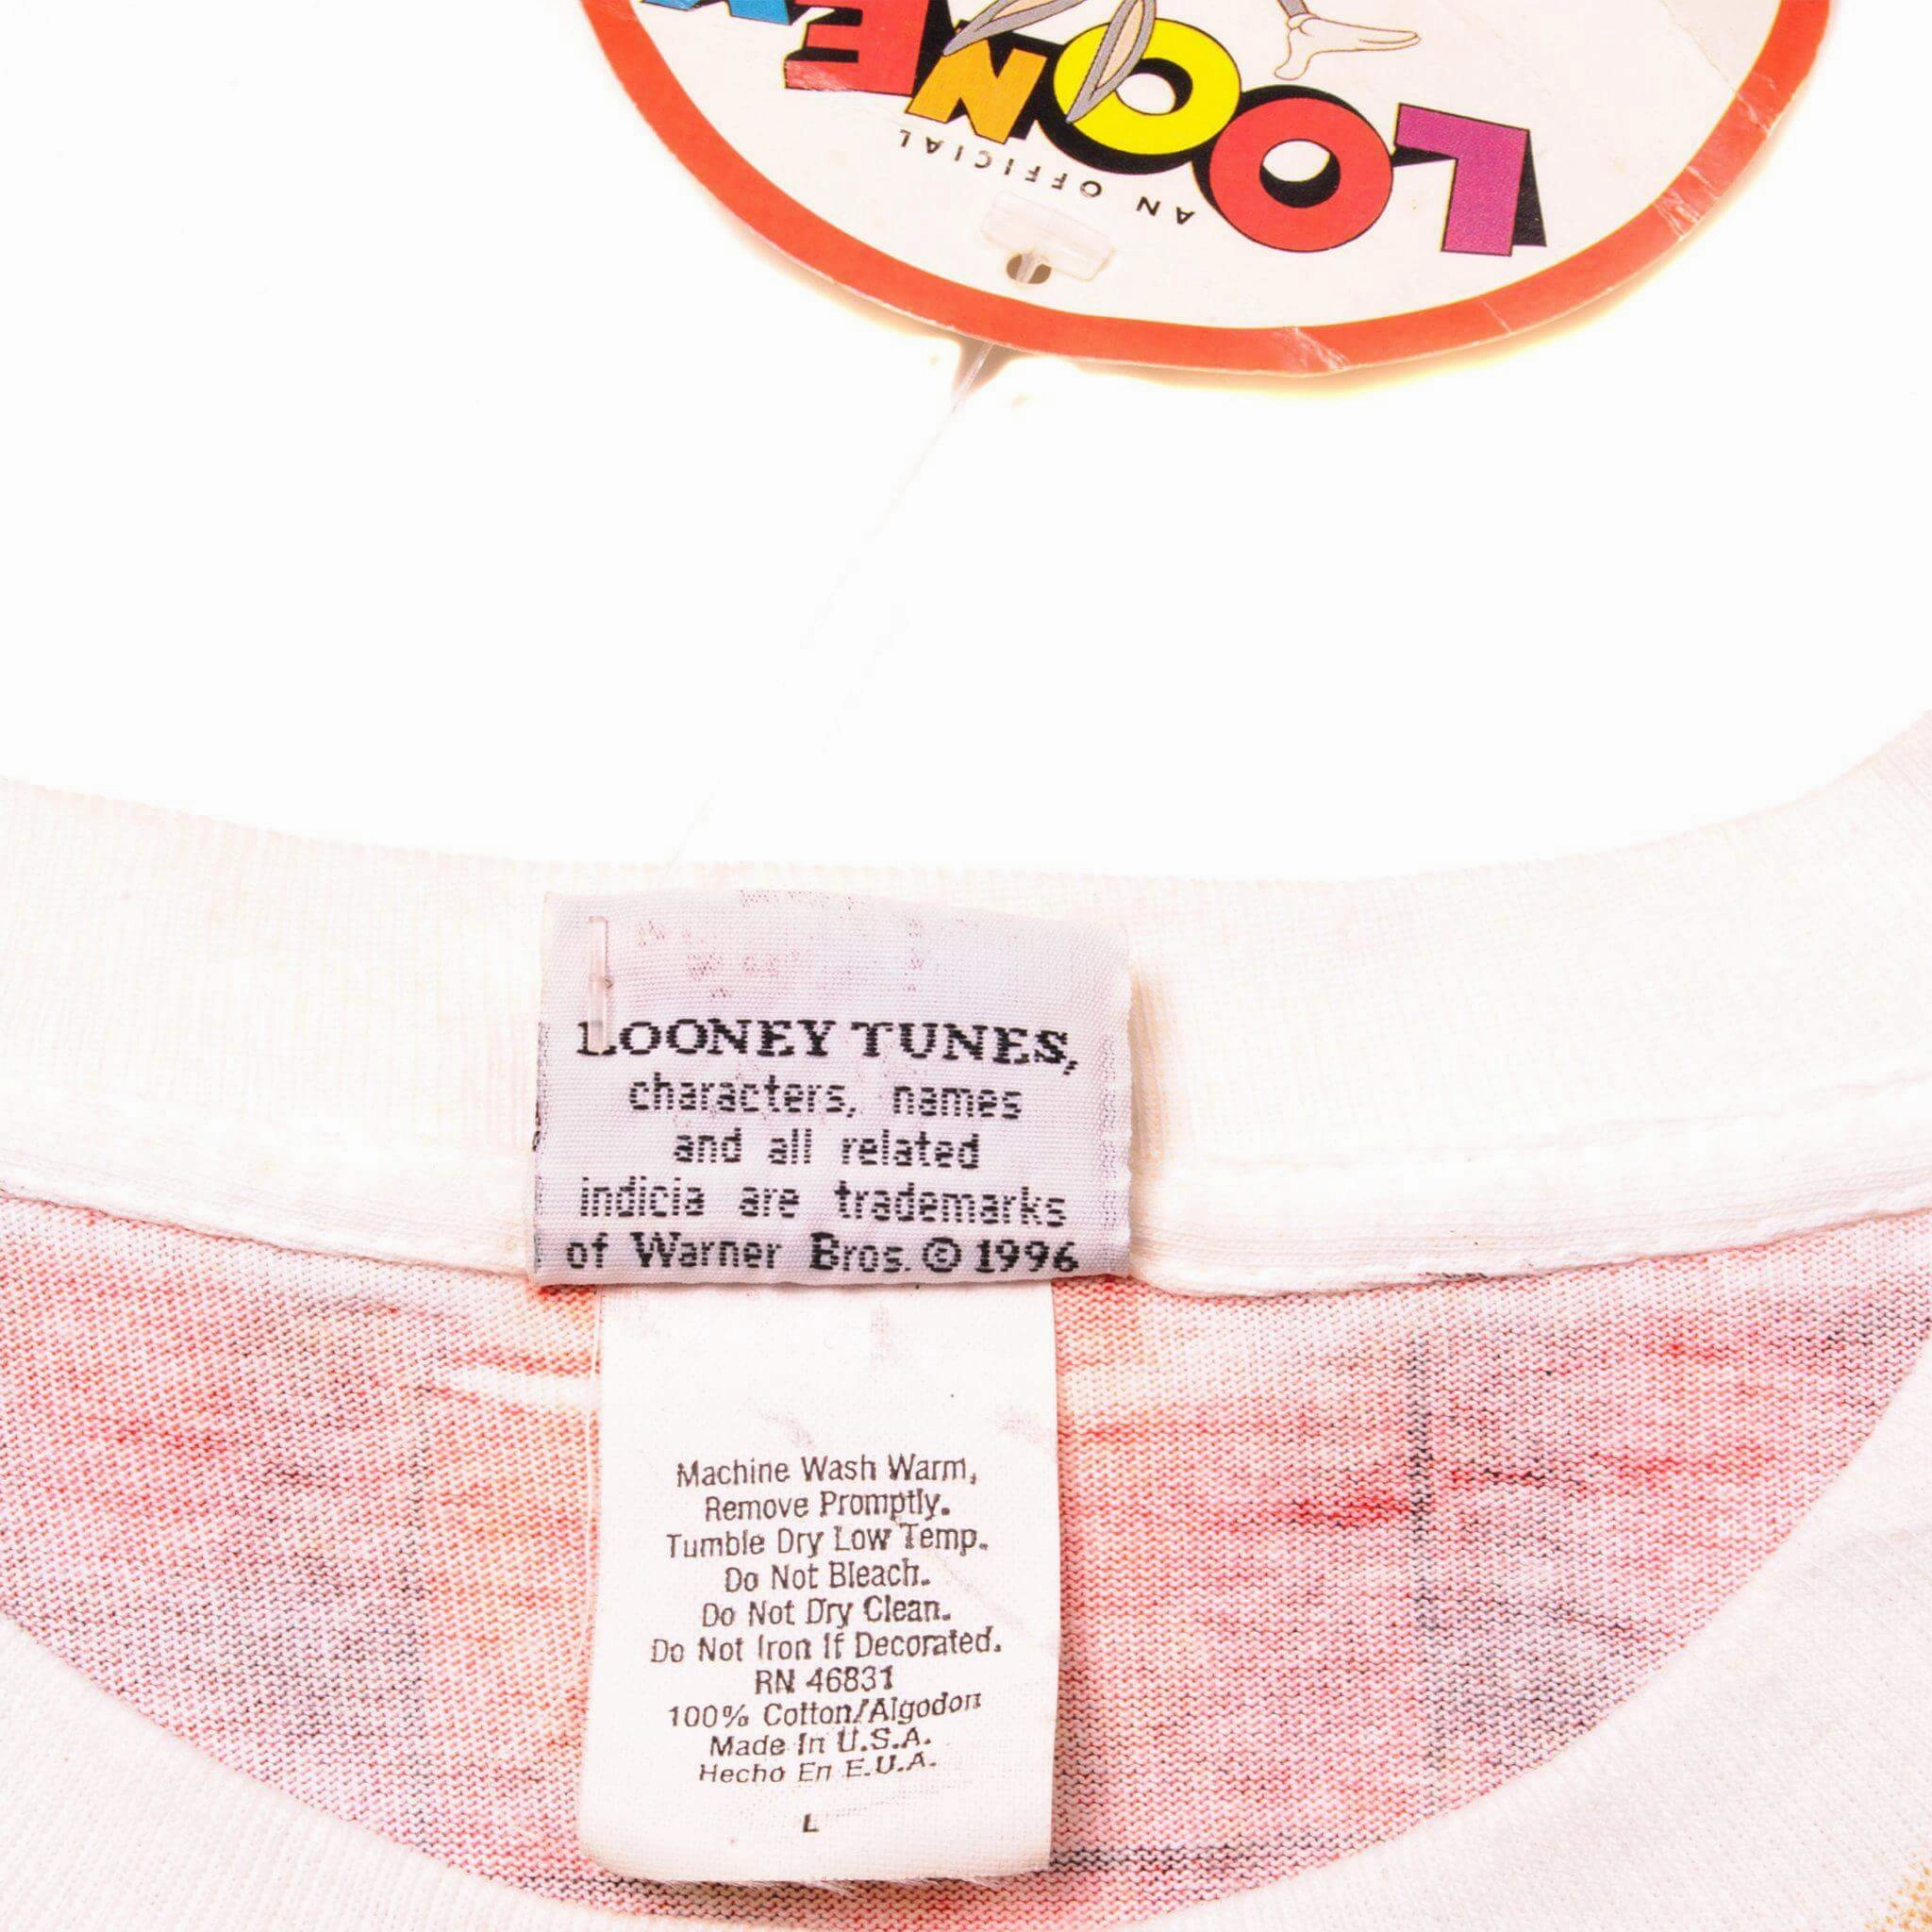 AN OFFICIAL
LOONEY
LOONEY TUNES,
characters, names
and all related
indicia are trademarks
of Warner Bros. © 1996
Machine Wash Warm,
Remove Promptly.
Tumble Dry Low Temp.
Do Not Bleach.
Do Not Dry Clean.
Do Not Iron If Decorated.
RN 46831
100% Cotton/Algodon
Made In U.S.A.
Hecho En E.U.A.
L